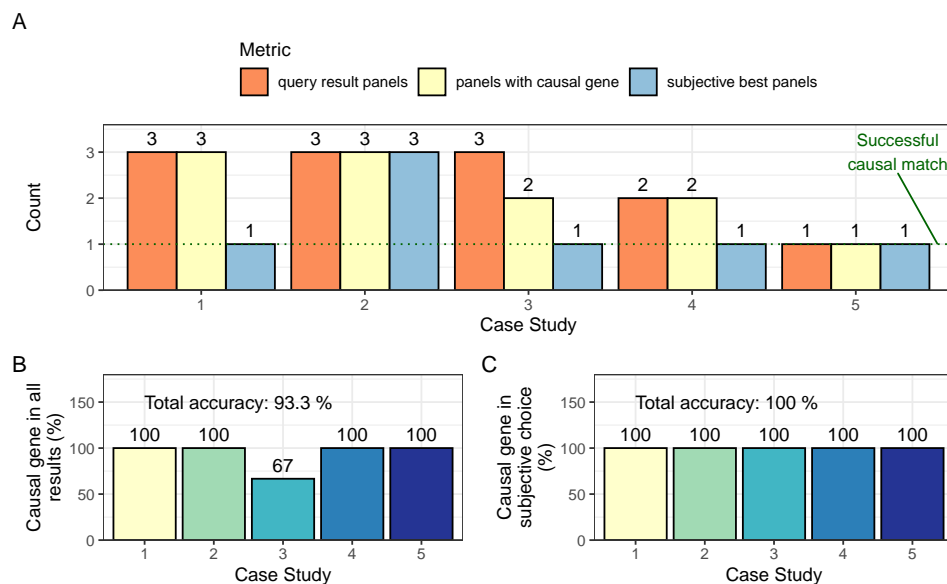 A
Metric
query result panels panels with causal gene subjective best panels
3 3 1 3 3 3 3 2 1 2 2 1 1 1 1
Successful
causal match
Count
3
2
1
0
1 2 3 4 5
Case Study
B
Causal gene in all
results (%)
150
100
50
0
Total accuracy: 93.3 %
100 100 67 100 100
1 2 3 4 5
Case Study
C
Causal gene in
subjective choice
(%)
150
100
50
0
Total accuracy: 100 %
100 100 100 100 100
1 2 3 4 5
Case Study